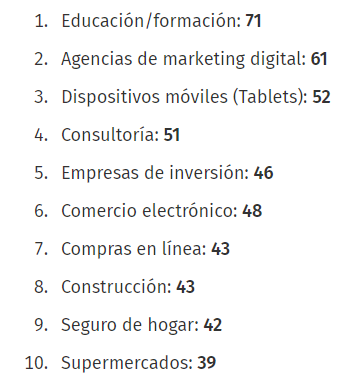 1. Educación/formación: 71
2. Agencias de marketing digital: 61
3. Dispositivos móviles (Tablets): 52
4. Consultoría: 51
5. Empresas de inversión: 46
6. Comercio electrónico: 48
7. Compras en línea: 43
8. Construcción: 43
9. Seguro de hogar: 42
10. Supermercados: 39